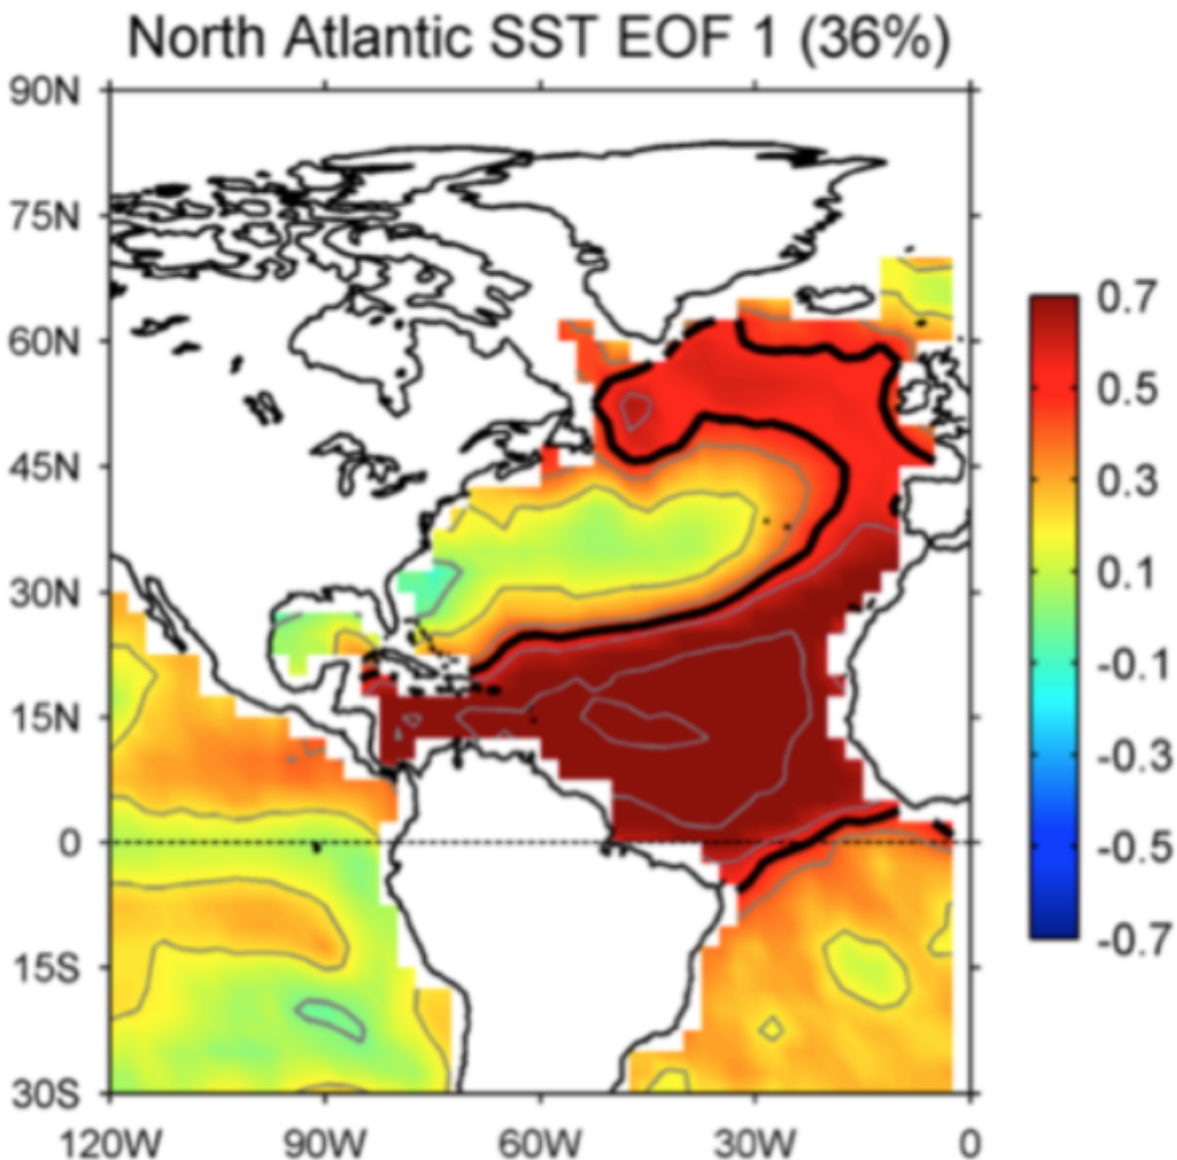 North Atlantic SST EOF 1 (36%)
90N
75N
60N
45N
30N
15N
0
15S
30S
120W 90W 60W 30W 0
0.7
0.5
0.3
0.1
-0.1
-0.3
-0.5
-0.7